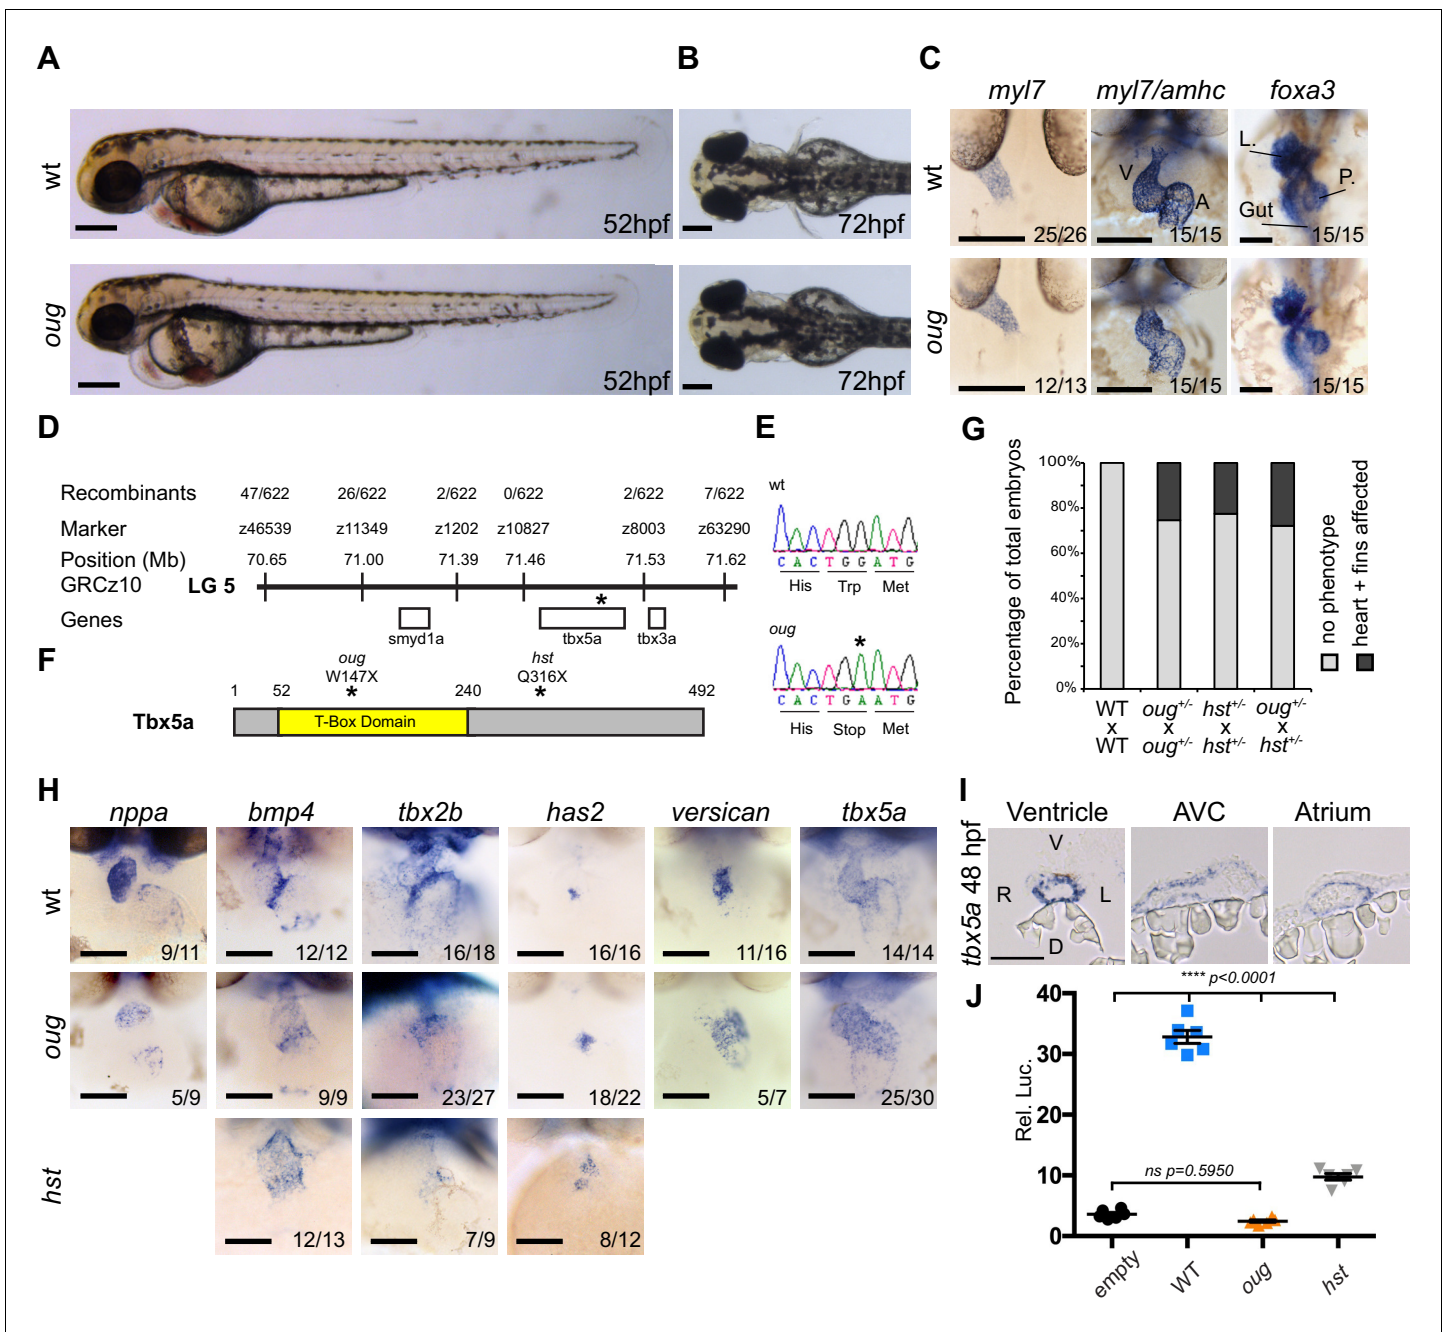 A
B
C
myl7
myl7/amhc
foxa3
wt
52hpf
72hpf
25/26
V
A
15/15
L.
P.
Gut
15/15
oug
52hpf
72hpf
12/13
15/15
15/15
D
Recombinants 47/622 26/622 2/622 0/622 2/622 7/622
Marker z46539 z11349 z1202 z10827 z8003 z63290
Position (Mb) 70.65 71.00 71.39 71.46 71.53 71.62
GRCz10 LG 5
*
Genes
smyd1a tbx5a tbx3a
E
wt
C A C T G G A T G
His Trp Met
oug
*
C A C T G A A T G
His Stop Met
F
oug hst
W147X Q316X
1 52 * 240 * 492
Tbx5a T-Box Domain
G
Percentage of total embryos
100%
80%
60%
40%
20%
0%
WT x WT
oug+/- x oug+/-
hst+/- x hst+/-
oug+/- x hst+/-
no phenotype
heart + fins affected
H
nppa bmp4 tbx2b has2 versican tbx5a
wt
9/11 12/12 16/18 16/16 11/16 14/14
oug
5/9 9/9 23/27 18/22 5/7 25/30
hst
12/13 7/9 8/12
I
Ventricle AVC Atrium
tbx5a 48 hpf
V
R L
D
J
**** p<0.0001
Rel. Luc.
40
30
20
10
0
ns p=0.5950
empty WT oug hst